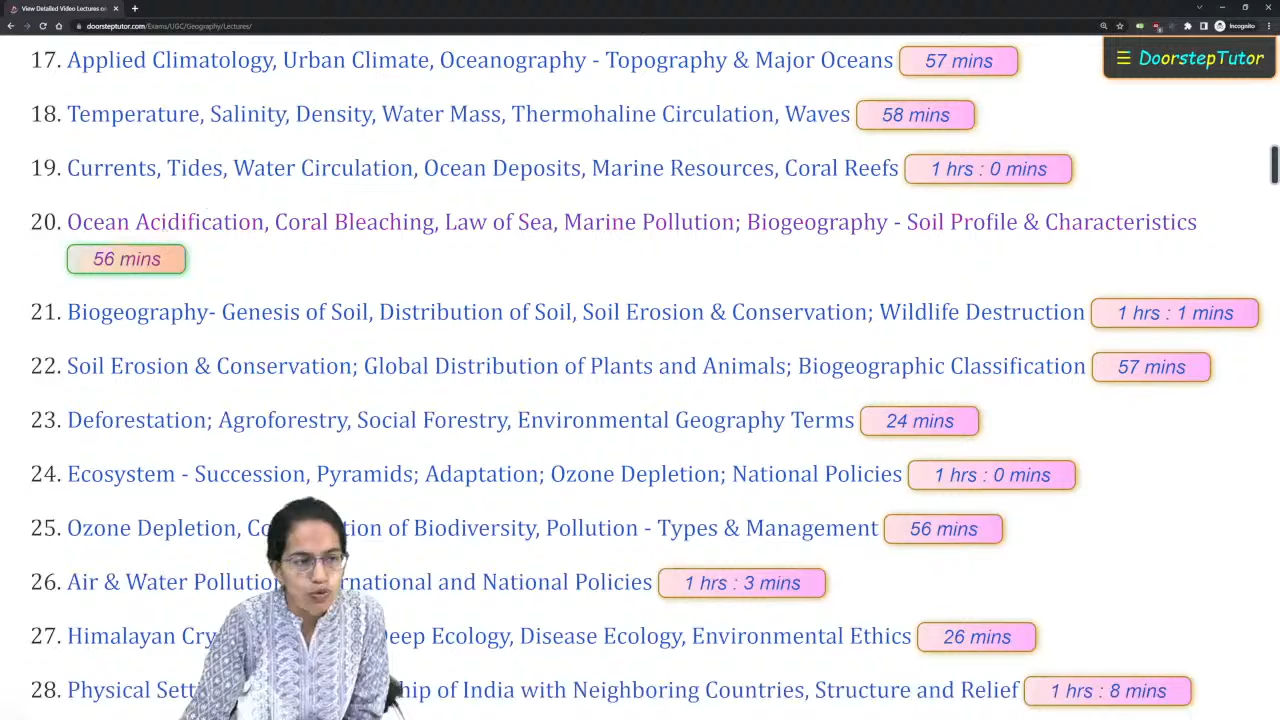 View Detailed Video Lectures on
doorsteptutor.com/Exams/UGC/Geography/Lectures/
Incognito
☰ DoorstepTutor
17. Applied Climatology, Urban Climate, Oceanography - Topography & Major Oceans 57 mins
18. Temperature, Salinity, Density, Water Mass, Thermohaline Circulation, Waves 58 mins
19. Currents, Tides, Water Circulation, Ocean Deposits, Marine Resources, Coral Reefs 1 hrs : 0 mins
20. Ocean Acidification, Coral Bleaching, Law of Sea, Marine Pollution; Biogeography - Soil Profile & Characteristics
56 mins
21. Biogeography- Genesis of Soil, Distribution of Soil, Soil Erosion & Conservation; Wildlife Destruction 1 hrs : 1 mins
22. Soil Erosion & Conservation; Global Distribution of Plants and Animals; Biogeographic Classification 57 mins
23. Deforestation; Agroforestry, Social Forestry, Environmental Geography Terms 24 mins
24. Ecosystem - Succession, Pyramids; Adaptation; Ozone Depletion; National Policies 1 hrs : 0 mins
25. Ozone Depletion, of Biodiversity, Pollution - Types & Management 56 mins
26. Air & Water and National Policies 1 hrs : 3 mins
27. Himalayan Deep Ecology, Disease Ecology, Environmental Ethics 26 mins
28. Physical of India with Neighboring Countries, Structure and Relief 1 hrs : 8 mins